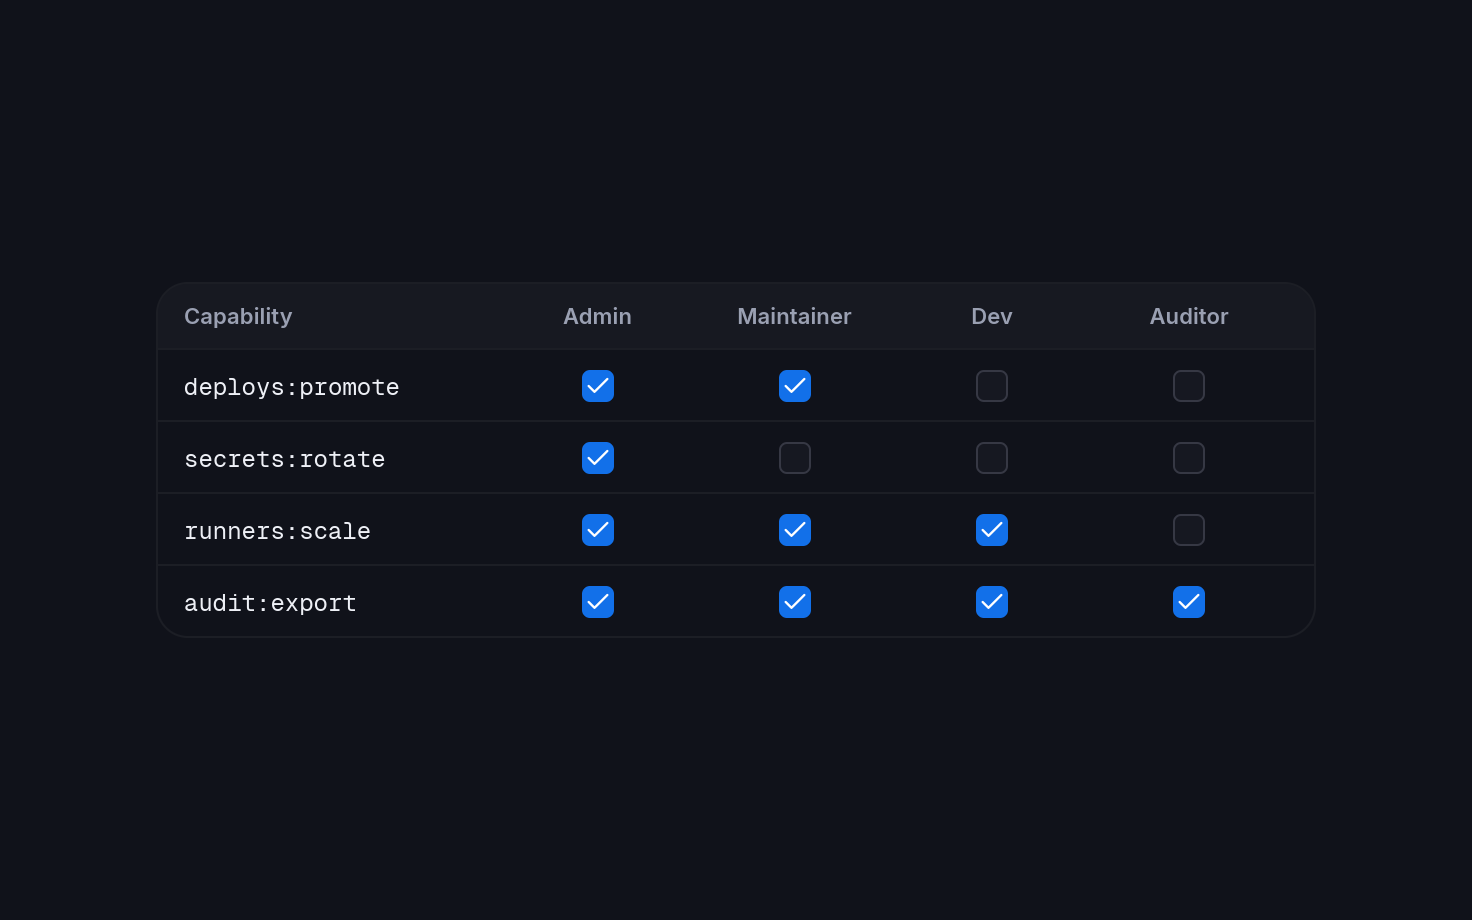 Capability Admin Maintainer Dev Auditor
deploys:promote
secrets:rotate
runners:scale
audit:export